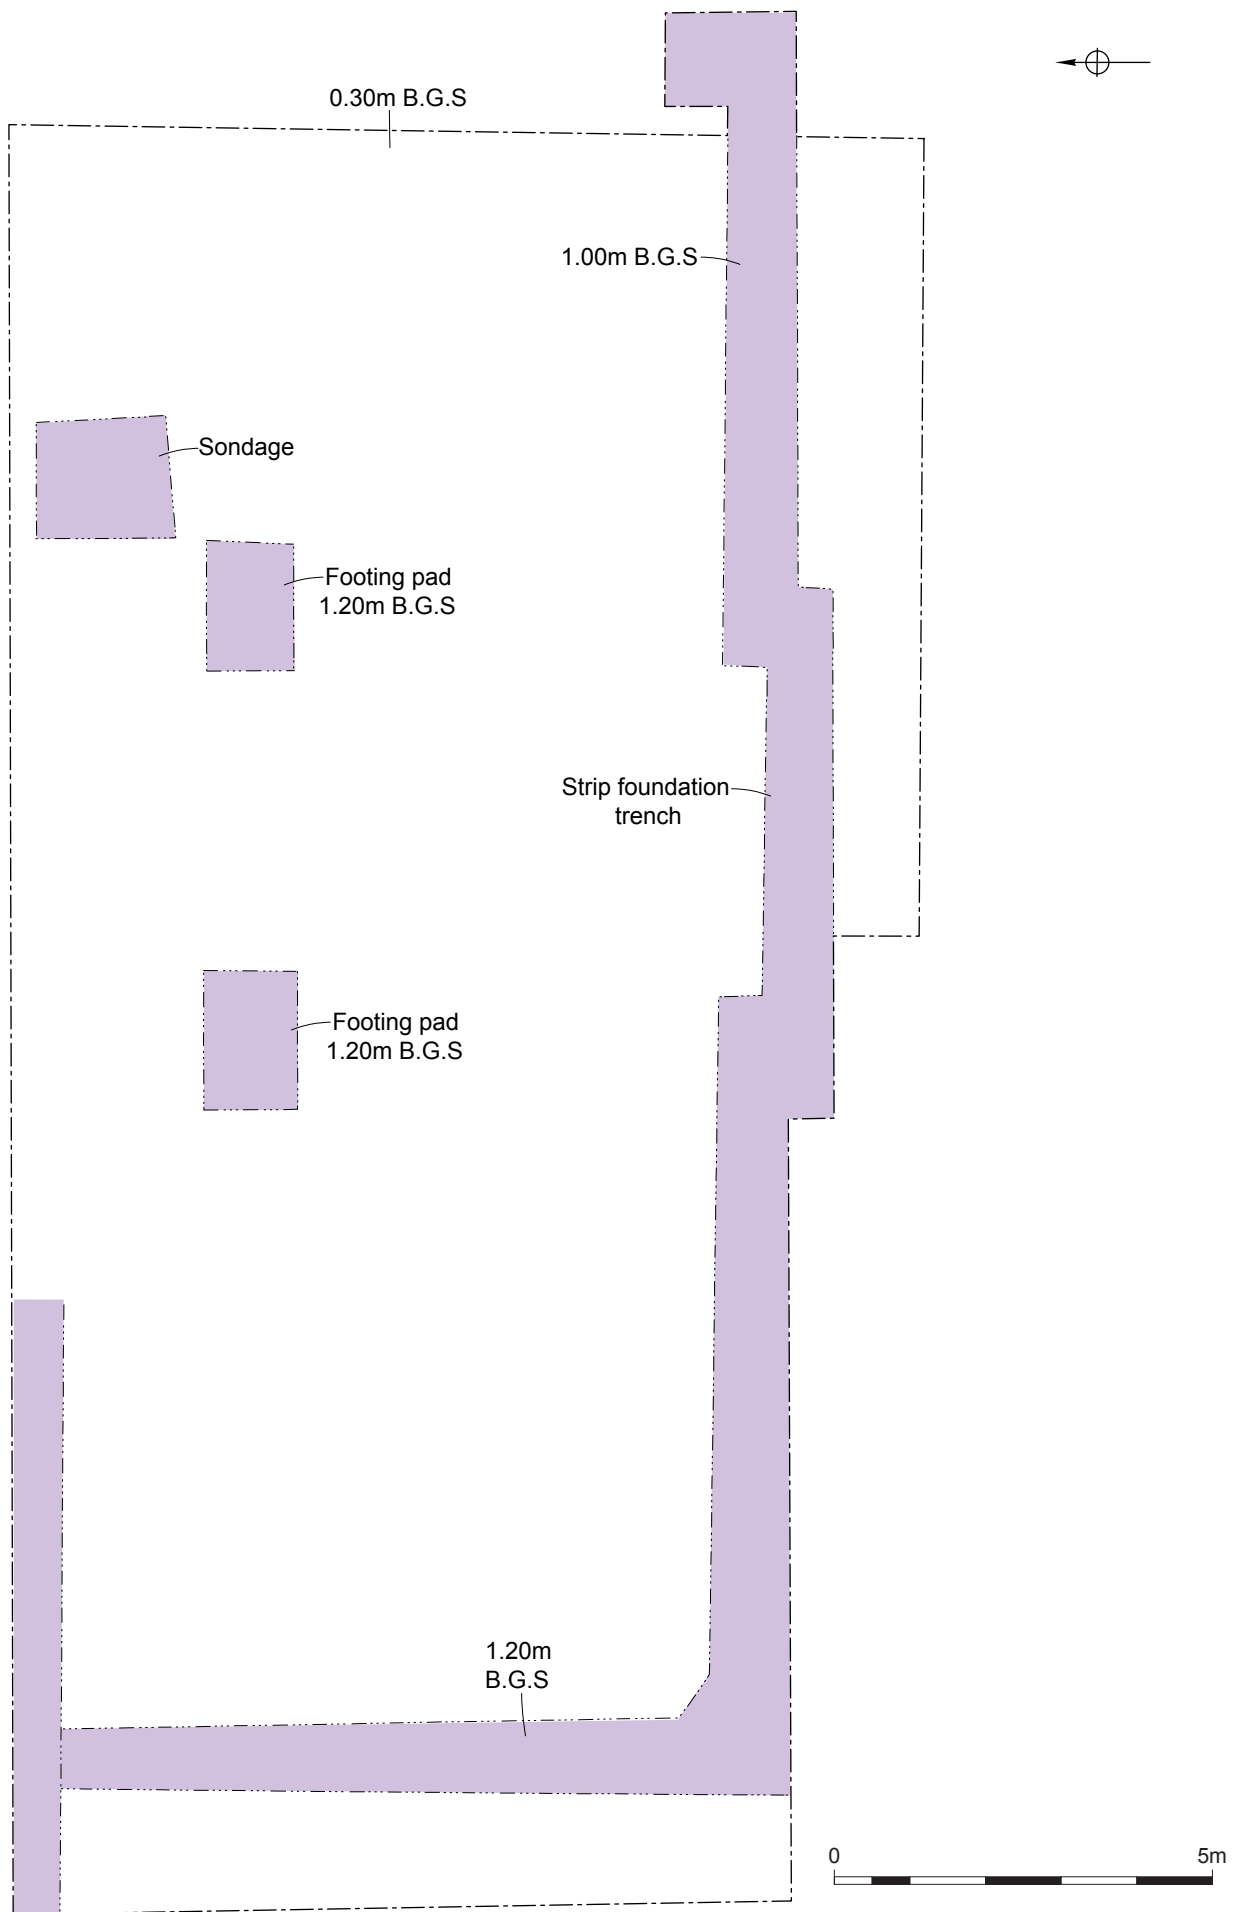 0.30m B.G.S
1.00m B.G.S
Sondage
Footing pad
1.20m B.G.S
Strip foundation
trench
Footing pad
1.20m B.G.S
1.20m
B.G.S
0
5m